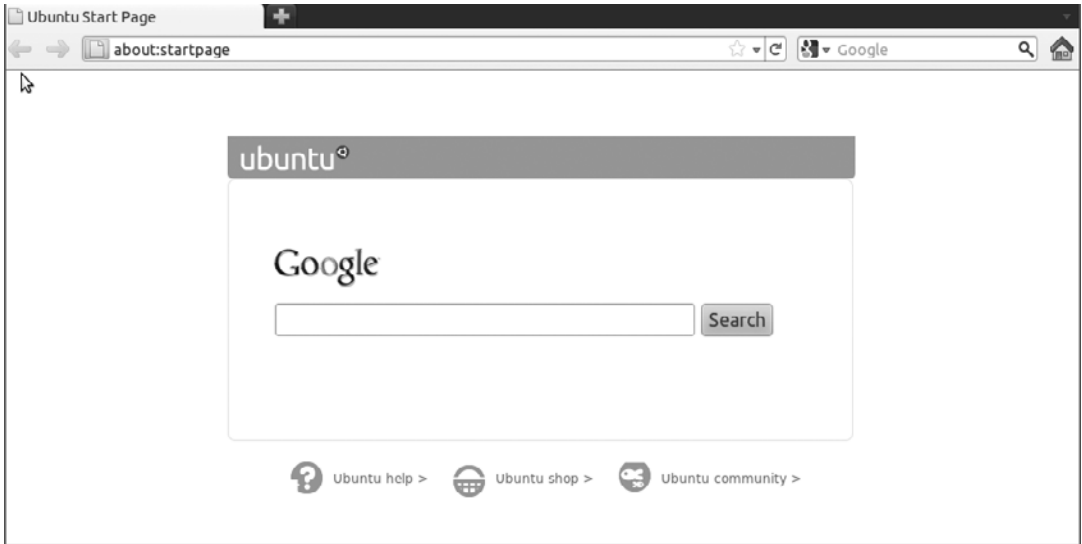 Ubuntu Start Page
about:startpage Google
ubuntu
Google
Search
Ubuntu help > Ubuntu shop > Ubuntu community >